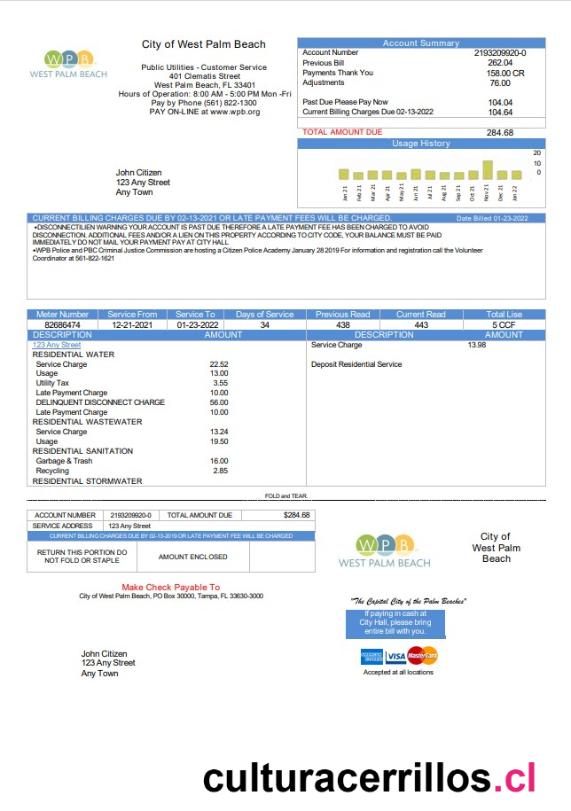 WPB
WEST PALM BEACH
City of West Palm Beach
Public Utilities - Customer Service
401 Clematis Street
West Palm Beach, FL 33401
Hours of Operation: 8:00 AM - 5:00 PM Mon -Fri
Pay by Phone (561) 822-1300
PAY ON-LINE at www.wpb.org
Account Summary
Account Number 2193209920-0
Previous Bill 262.04
Payments Thank You 158.00 CR
Adjustments 76.00
Past Due Please Pay Now 104.04
Current Billing Charges Due 02-13-2022 104.64
TOTAL AMOUNT DUE 284.68
Usage History
20
10
0
Jan 21 Feb 21 Mar 21 Apr 21 May 21 Jun 21 Jul 21 Aug 21 Sep 21 Oct 21 Nov 21 Dec 21 Jan 22
John Citizen
123 Any Street
Any Town
CURRENT BILLING CHARGES DUE BY 02-13-2021 OR LATE PAYMENT FEES WILL BE CHARGED. Date Billed 01-23-2022
•DISCONNECT/LIEN WARNING YOUR ACCOUNT IS PAST DUE THEREFORE A LATE PAYMENT FEE HAS BEEN CHARGED TO AVOID
DISCONNECTION. ADDITIONAL FEES AND/OR A LIEN ON THIS PROPERTY ACCORDING TO CITY CODE, YOUR BALANCE MUST BE PAID
IMMEDIATELY DO NOT MAIL YOUR PAYMENT PAY AT CITY HALL
•WPB Police and PBC Criminal Justice Commission are hosting a Citizen Police Academy January 28 2019 For information and registration call the Volunteer
Coordinator at 561-822-1621
Meter Number Service From Service To Days of Service Previous Read Current Read Total Lise
82686474 12-21-2021 01-23-2022 34 438 443 5 CCF
DESCRIPTION AMOUNT DESCRIPTION AMOUNT
123 Any Street Service Charge 13.98
RESIDENTIAL WATER
Service Charge 22.52 Deposit Residential Service
Usage 13.00
Utility Tax 3.55
Late Payment Charge 10.00
DELINQUENT DISCONNECT CHARGE 56.00
Late Payment Charge 10.00
RESIDENTIAL WASTEWATER
Service Charge 13.24
Usage 19.50
RESIDENTIAL SANITATION
Garbage & Trash 16.00
Recycling 2.85
RESIDENTIAL STORMWATER
FOLD and TEAR.
ACCOUNT NUMBER 2193209920-0 TOTAL AMOUNT DUE $284.68
SERVICE ADDRESS 123 Any Street
CURRENT BILLING CHARGES DUE BY 02-13-2019 OR LATE PAYMENT FEE WILL BE CHARGED
RETURN THIS PORTION DO
NOT FOLD OR STAPLE
AMOUNT ENCLOSED
WPB
WEST PALM BEACH
City of
West Palm
Beach
Make Check Payable To
City of West Palm Beach, PO Box 30000, Tampa, FL 33630-3000
"The Capital City of the Palm Beaches"
If paying in cash at
City Hall, please bring
entire bill with you.
John Citizen
123 Any Street
Any Town
AMERICAN EXPRESS VISA MasterCard
Accepted at all locations
culturacerrillos.cl